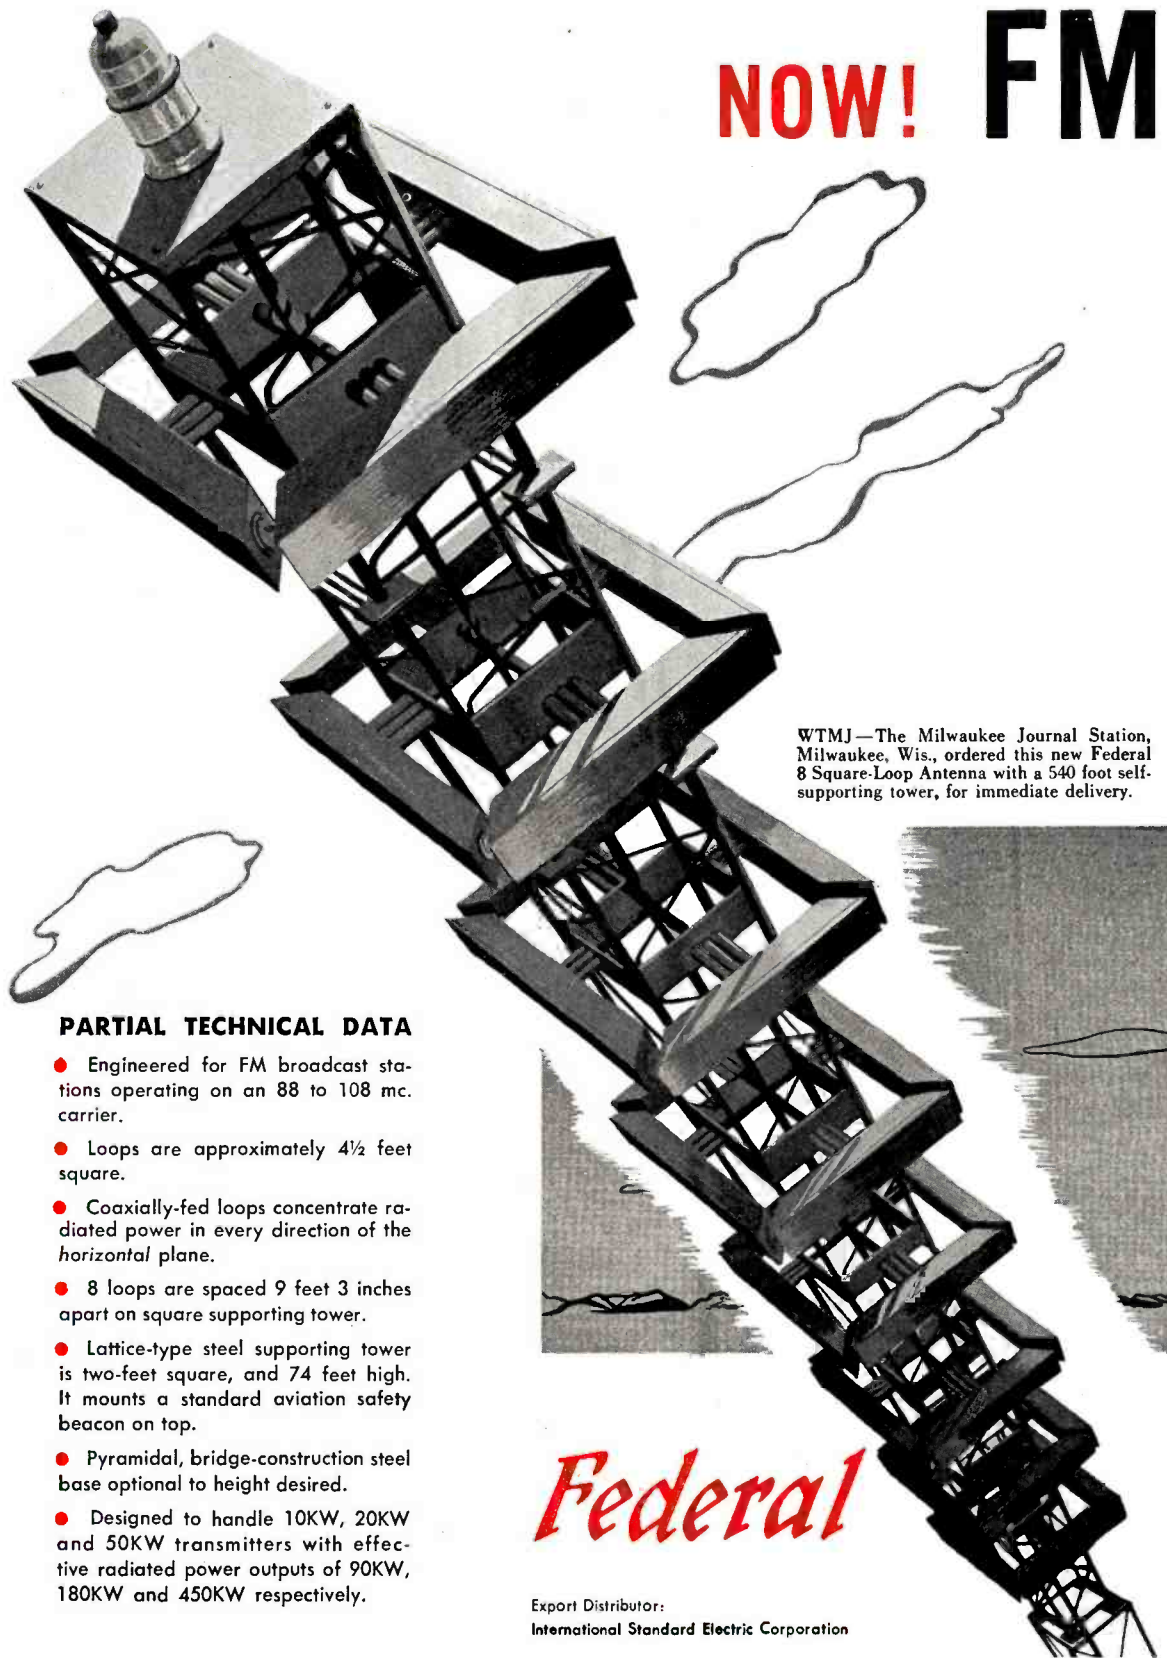 NOW! FM
WTMJ—The Milwaukee Journal Station,
Milwaukee, Wis., ordered this new Federal
8 Square-Loop Antenna with a 540 foot self-
supporting tower, for immediate delivery.
PARTIAL TECHNICAL DATA
● Engineered for FM broadcast sta-
tions operating on an 88 to 108 mc.
carrier.
● Loops are approximately 4½ feet
square.
● Coaxially-fed loops concentrate ra-
diated power in every direction of the
horizontal plane.
● 8 loops are spaced 9 feet 3 inches
apart on square supporting tower.
● Lattice-type steel supporting tower
is two-feet square, and 74 feet high.
It mounts a standard aviation safety
beacon on top.
● Pyramidal, bridge-construction steel
base optional to height desired.
● Designed to handle 10KW, 20KW
and 50KW transmitters with effec-
tive radiated power outputs of 90KW,
180KW and 450KW respectively.
Federal
Export Distributor:
International Standard Electric Corporation